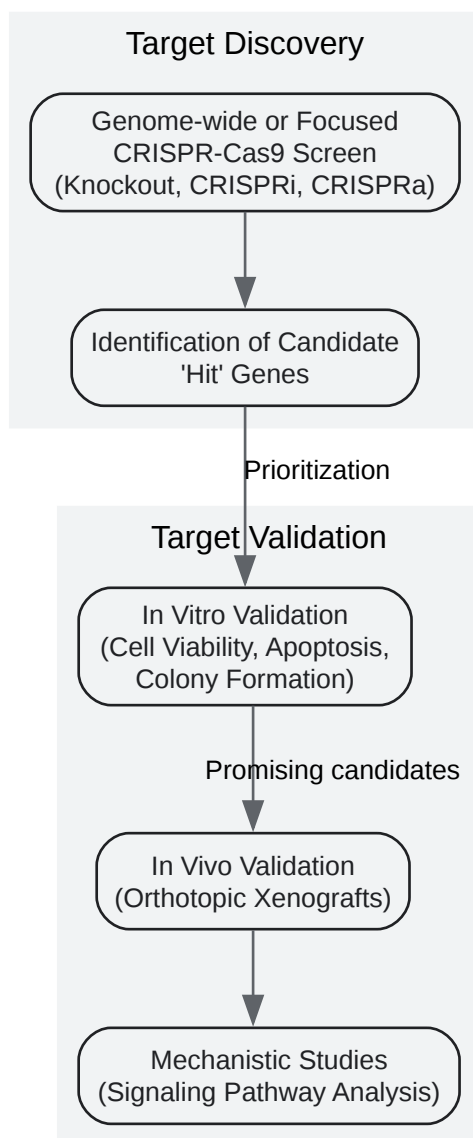 Target Discovery
Genome-wide or Focused
CRISPR-Cas9 Screen
(Knockout, CRISPRi, CRISPRa)
Identification of Candidate
'Hit' Genes
Prioritization
Target Validation
In Vitro Validation
(Cell Viability, Apoptosis,
Colony Formation)
Promising candidates
In Vivo Validation
(Orthotopic Xenografts)
Mechanistic Studies
(Signaling Pathway Analysis)